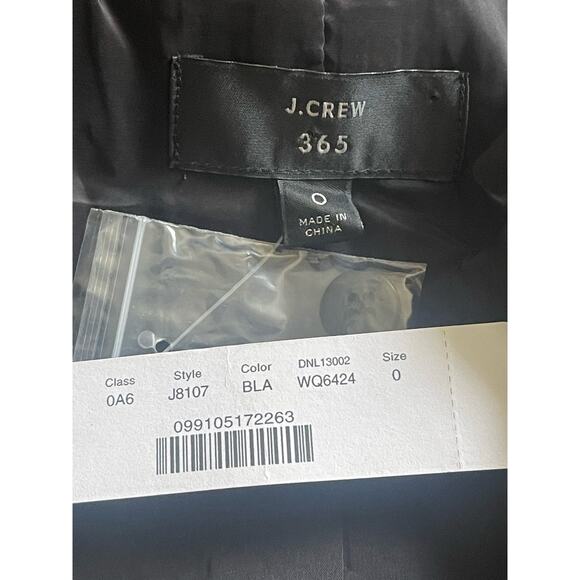 J.CREW
365
0
MADE IN
CHINA
Class Style Color DNL13002 Size
0A6 J8107 BLA WQ6424 0
099105172263